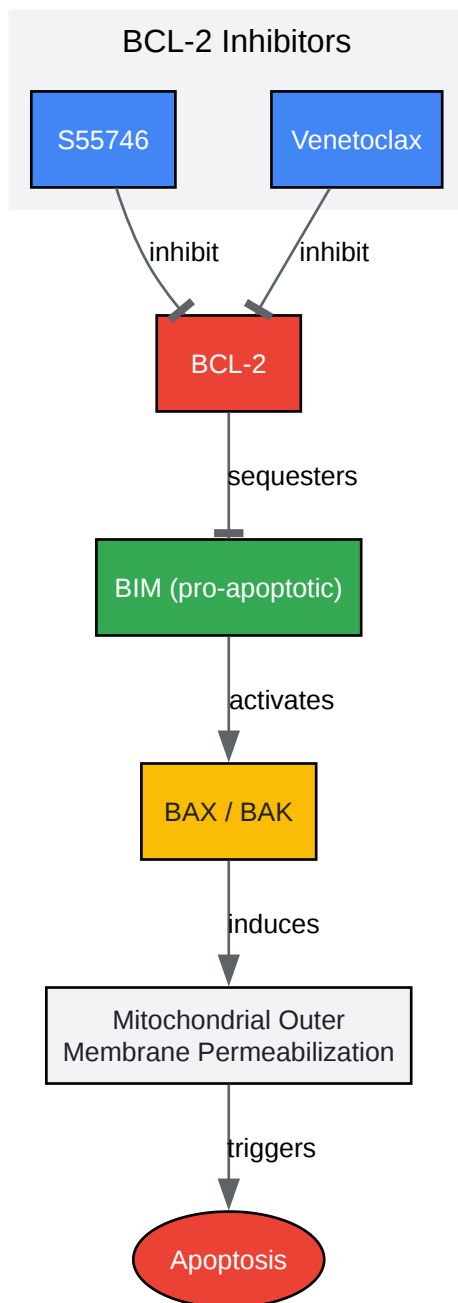 BCL-2 Inhibitors
S55746
Venetoclax
inhibit
inhibit
BCL-2
sequesters
BIM (pro-apoptotic)
activates
BAX / BAK
induces
Mitochondrial Outer
Membrane Permeabilization
triggers
Apoptosis